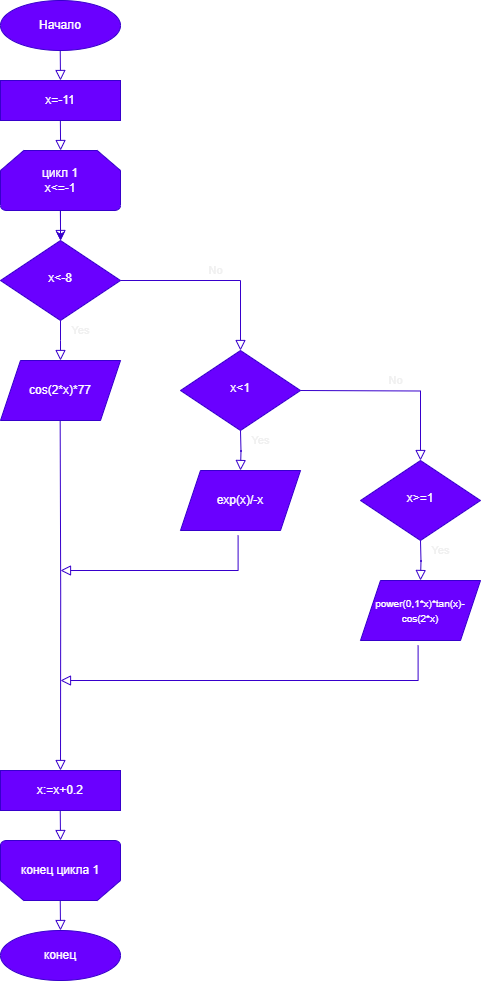 Начало
x=-11
цикл 1
x<=-1
x<-8
No
Yes
cos(2*x)*77
x<1
No
Yes
exp(x)/-x
x>=1
Yes
power(0,1*x)*tan(x)-
cos(2*x)
x:=x+0.2
конец цикла 1
конец